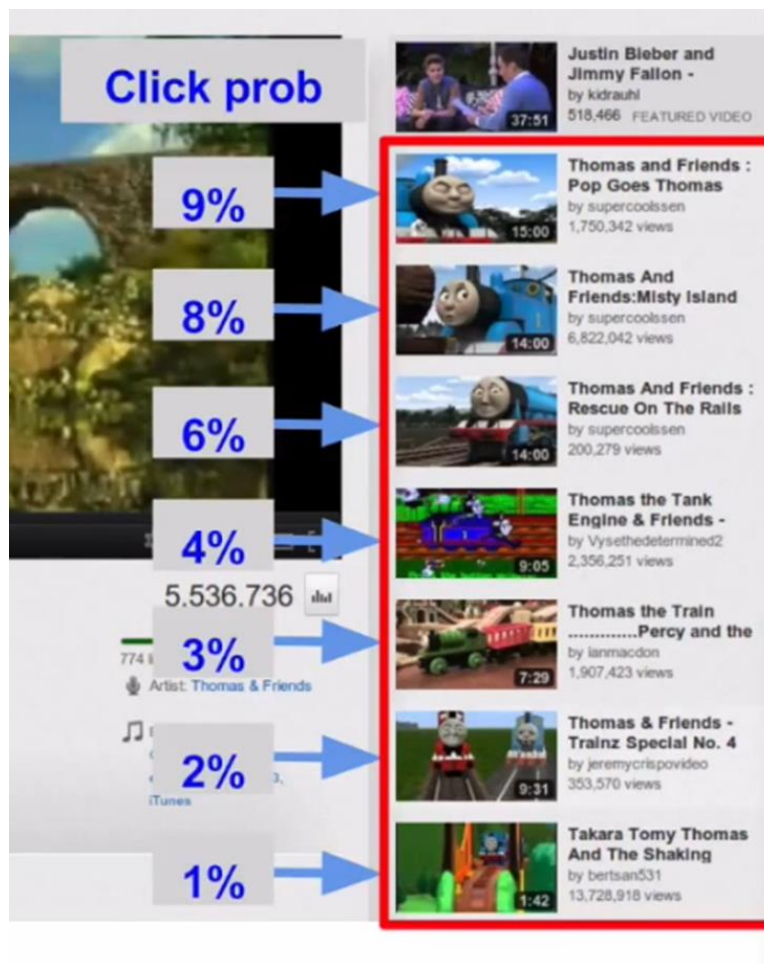 Click prob
Justin Bieber and
Jimmy Fallon -
by kidrauhl
518,466 FEATURED VIDEO
37:51
9%
Thomas and Friends :
Pop Goes Thomas
by supercoolssen
1,750,342 views
15:00
8%
Thomas And
Friends:Misty Island
by supercoolssen
6,822,042 views
14:00
6%
Thomas And Friends :
Rescue On The Rails
by supercoolssen
200,279 views
14:00
4%
Thomas the Tank
Engine & Friends -
by Vysethedetermined2
2,356,251 views
9:05
5.536.736
3%
774
Artist: Thomas & Friends
Thomas the Train
.............Percy and the
by ianmacdon
1,907,423 views
7:29
2%
3,
iTunes
Thomas & Friends -
Trainz Special No. 4
by jeremycrispovideo
353,570 views
9:31
1%
Takara Tomy Thomas
And The Shaking
by bertsan531
13,728,918 views
1:42